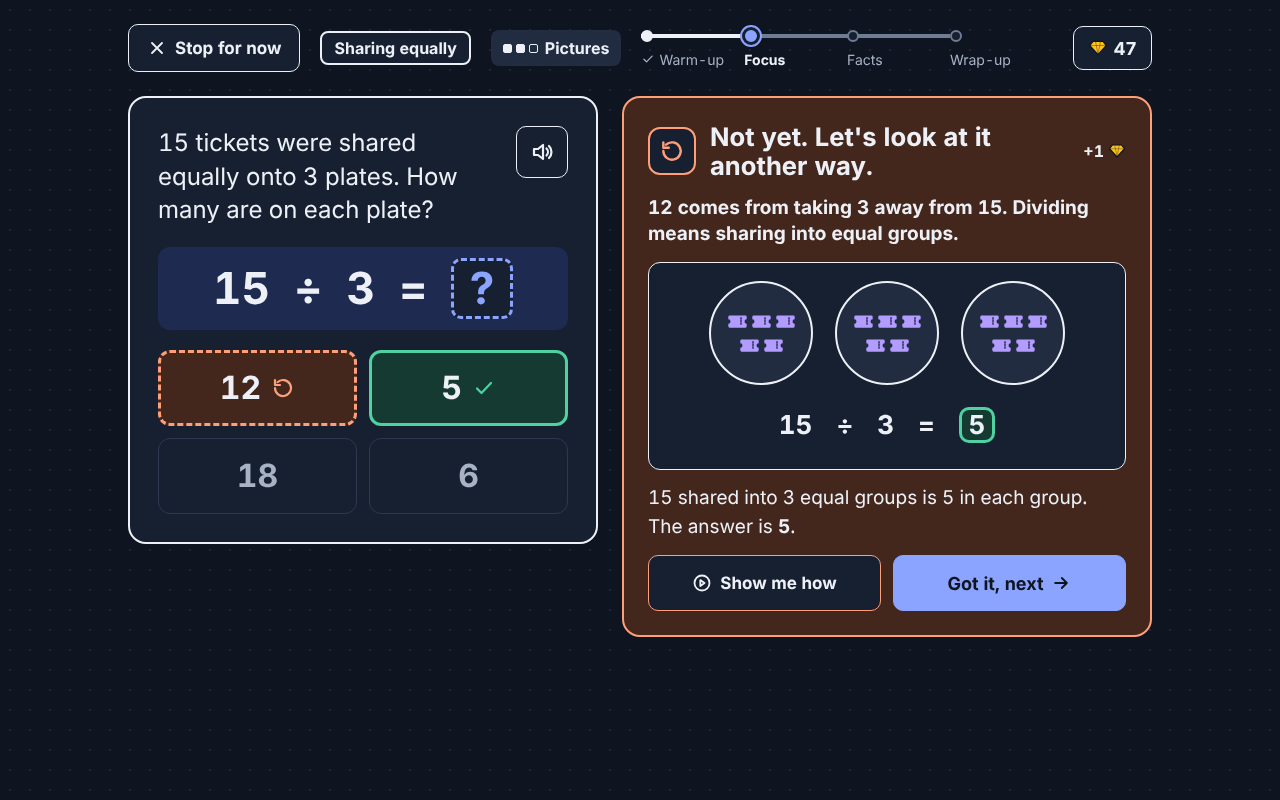 Stop for now
Sharing equally
Pictures
Warm-up
Focus
Facts
Wrap-up
47
15 tickets were shared
equally onto 3 plates. How
many are on each plate?
15 ÷ 3 = ?
12
5
18
6
Not yet. Let's look at it
another way.
+1
12 comes from taking 3 away from 15. Dividing
means sharing into equal groups.
15 ÷ 3 = 5
15 shared into 3 equal groups is 5 in each group.
The answer is 5.
Show me how
Got it, next